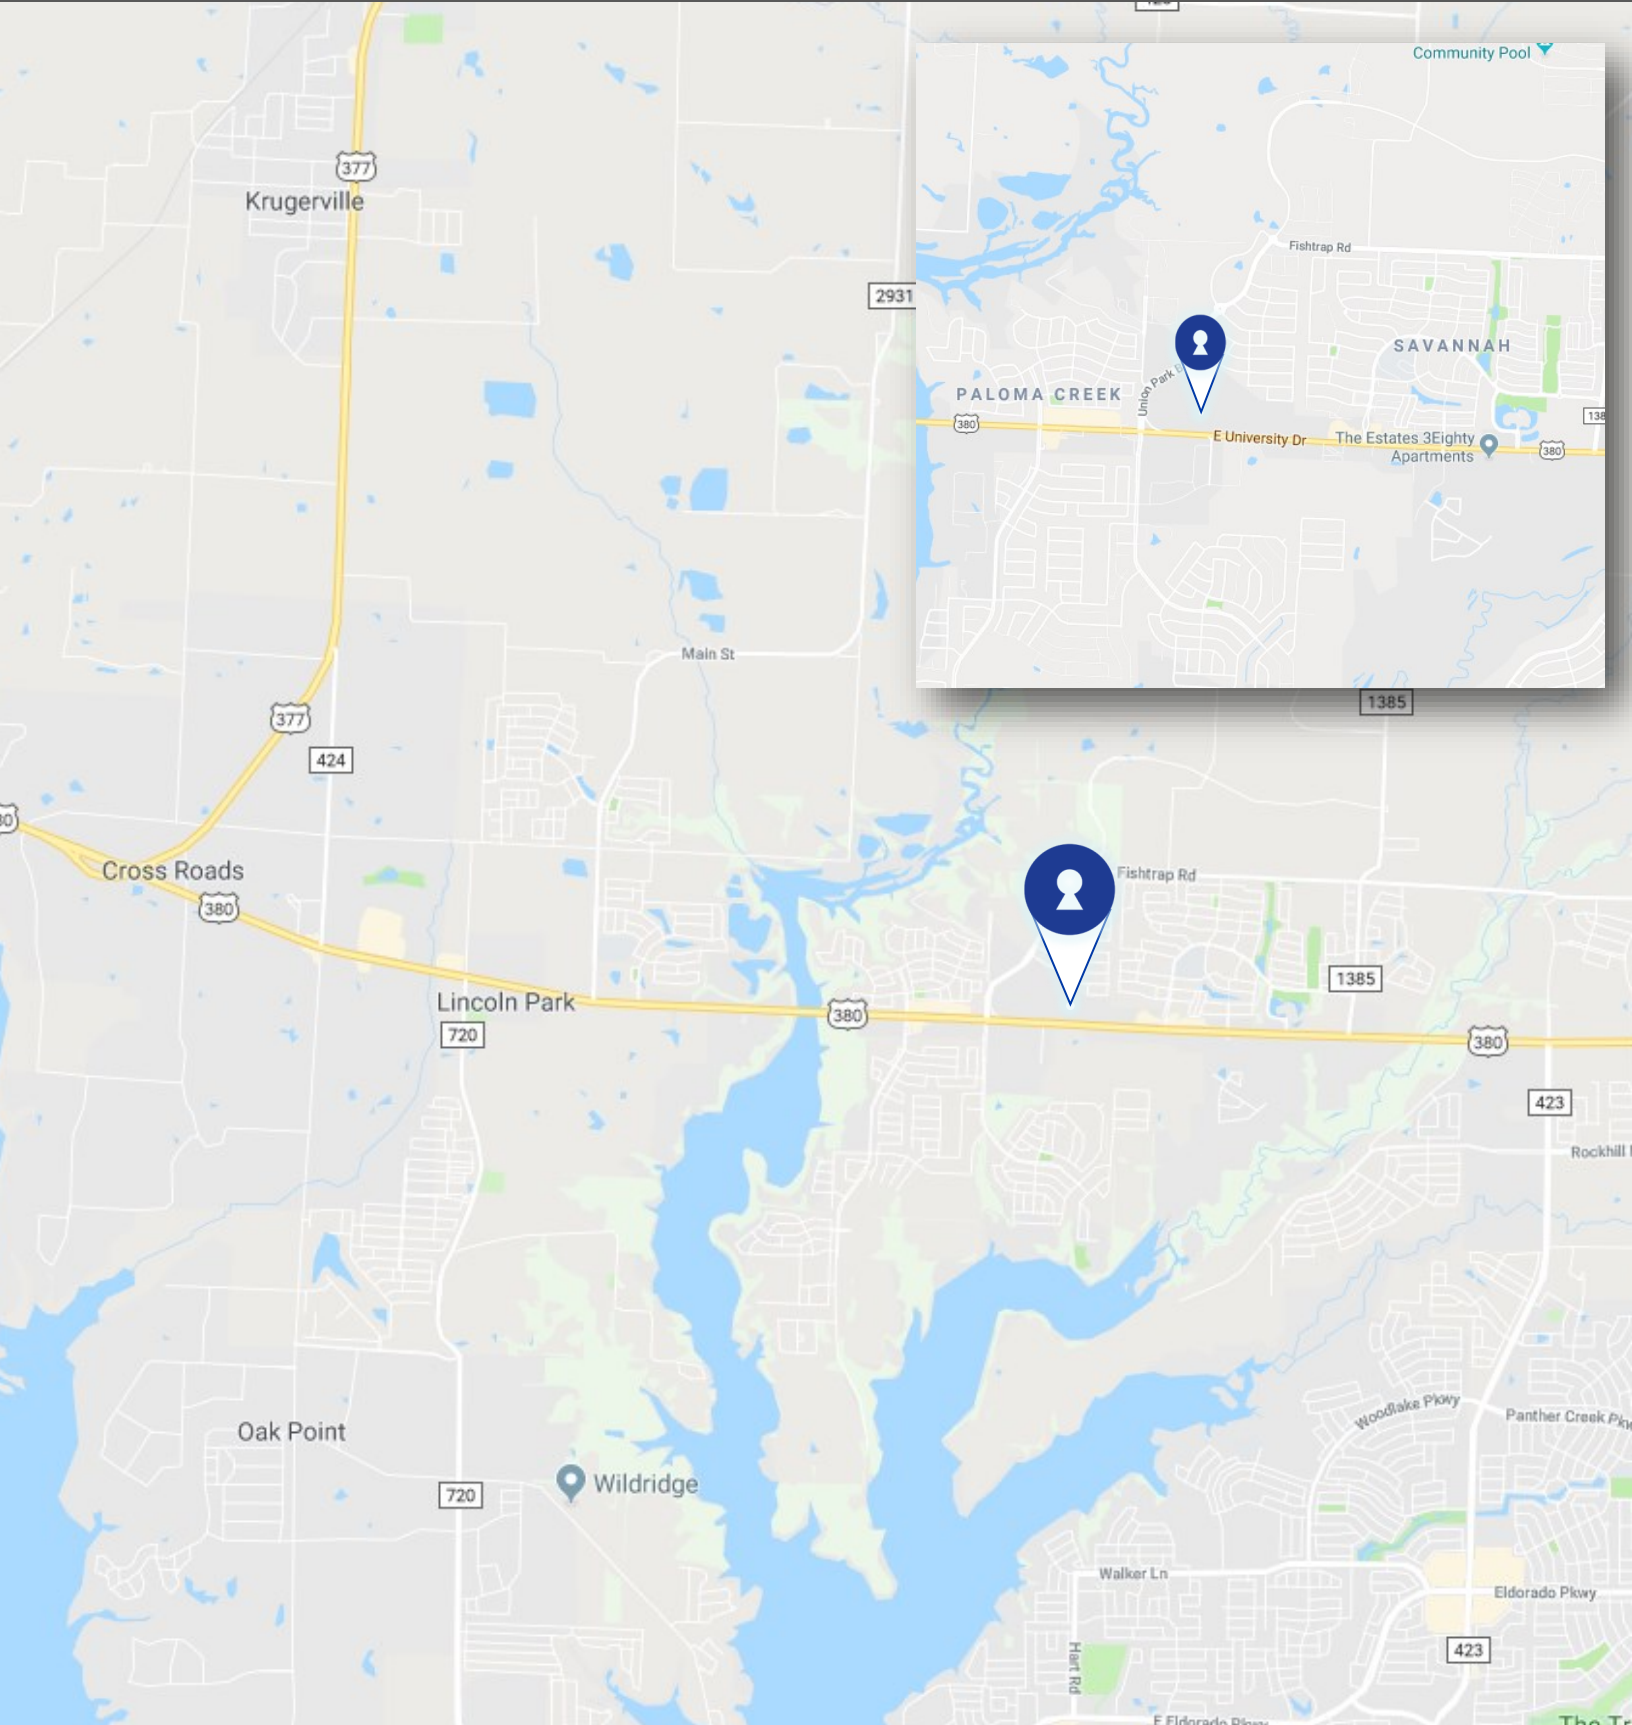 Community Pool
377
Krugerville
Fishtrap Rd
2931
SAVANNAH
Union Park
PALOMA CREEK
138
380
E University Dr
The Estates 3Eighty
Apartments
380
Main St
1385
377
424
Cross Roads
Fishtrap Rd
380
1385
Lincoln Park
380
720
380
423
Rockhill
Woodlake Pkwy
Panther Creek
Oak Point
Wildridge
720
Walker Ln
Eldorado Pkwy
423
Hart Rd
E Eldorado Pkwy